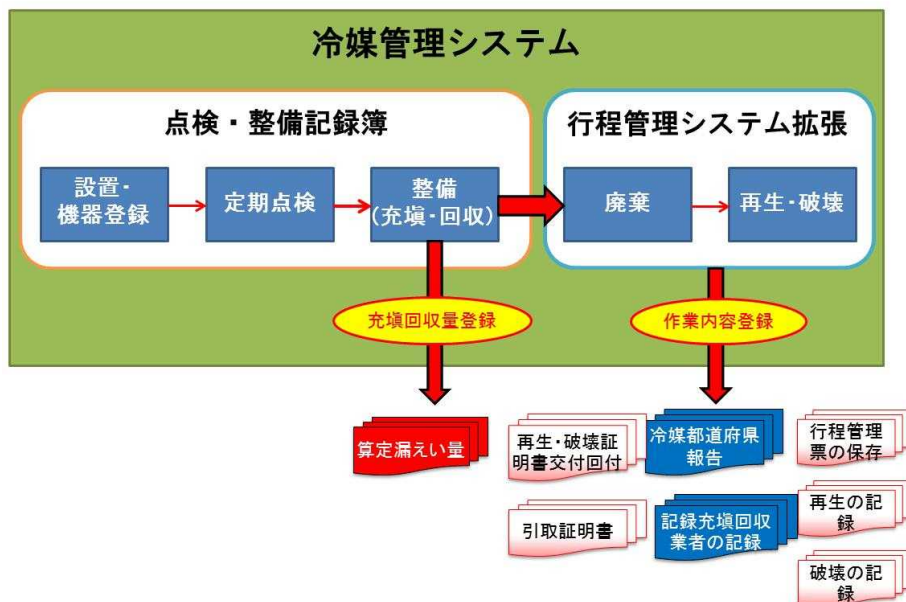 冷媒管理システム
点検・整備記録簿
設置・
機器登録
定期点検
整備
(充塡・回収)
行程管理システム拡張
廃棄
再生・破壊
充塡回収量登録
作業内容登録
算定漏えい量
再生・破壊証
明書交付回付
冷媒都道府県
報告
行程管理
票の保存
引取証明書
記録充塡回収
業者の記録
再生の記
録
破壊の記
録